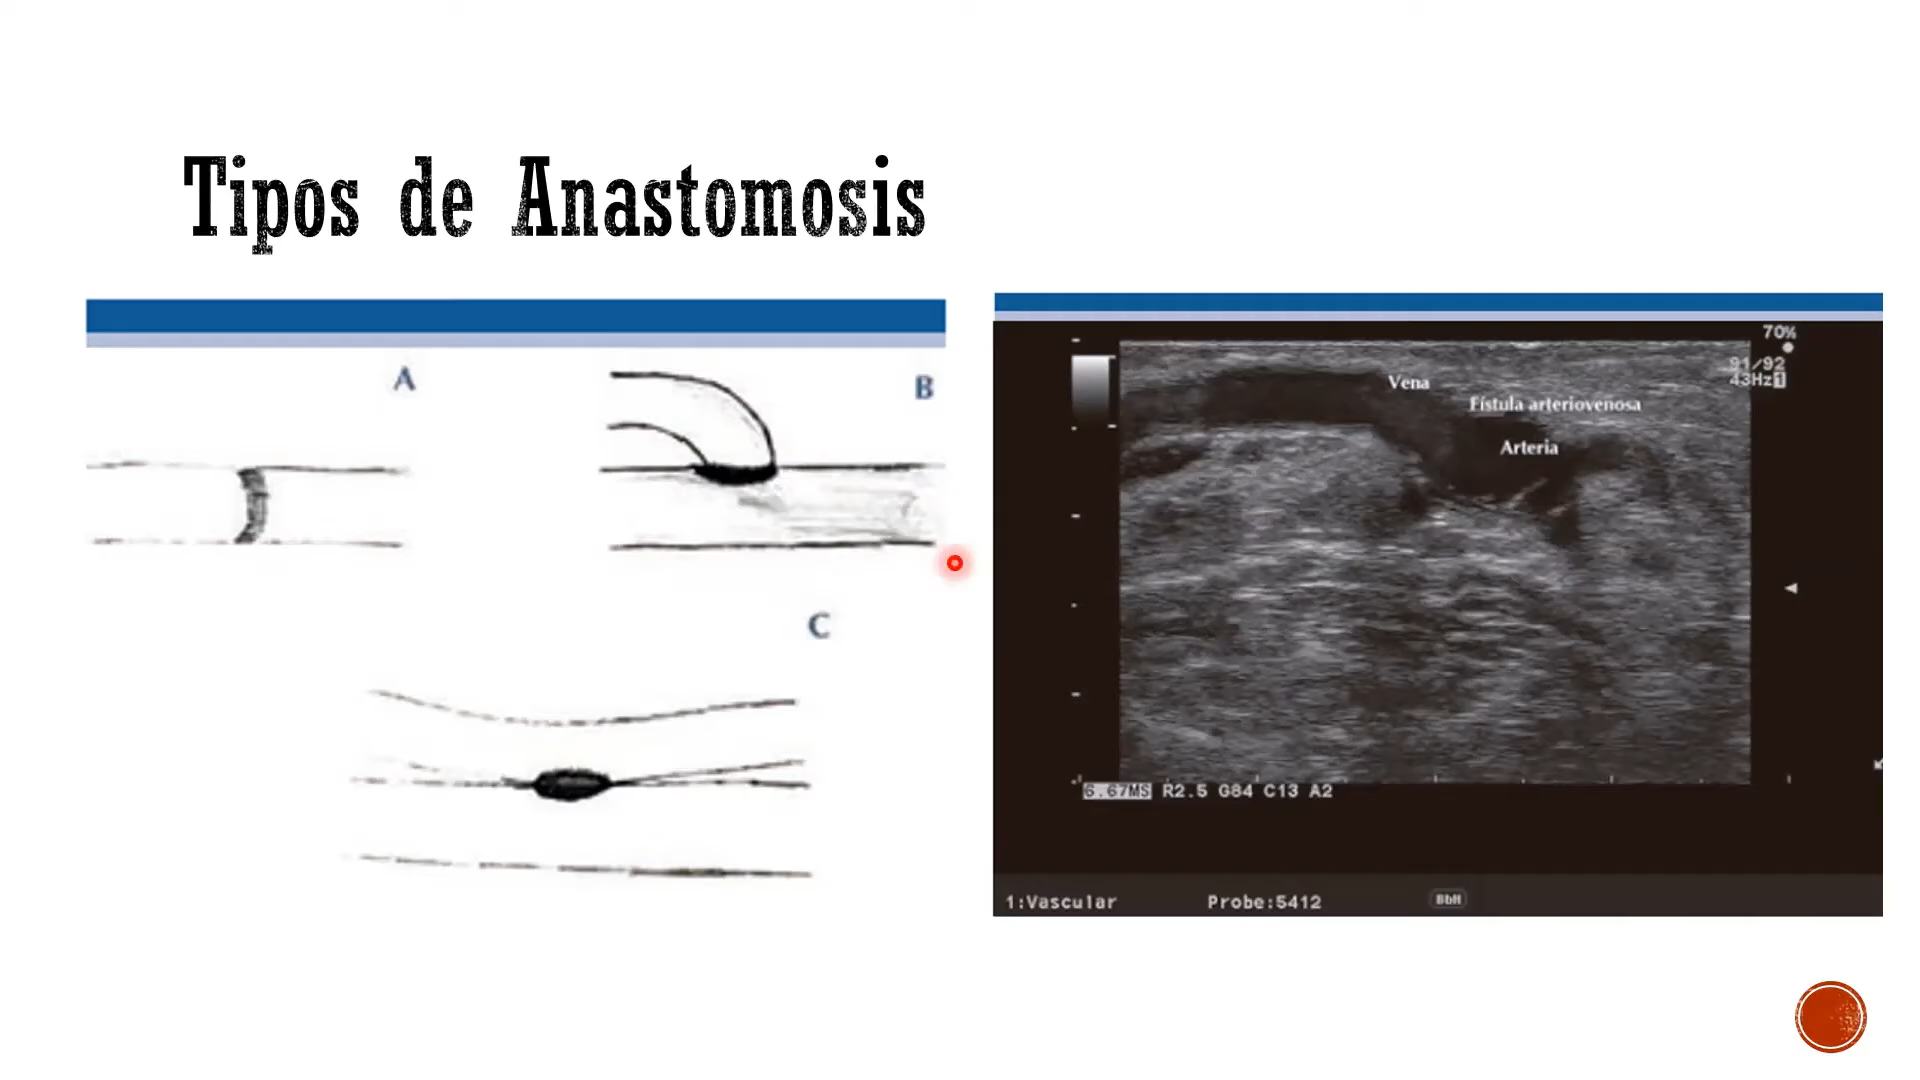 Tipos de Anastomosis
A
B
C
70%
91/92
43Hz 1
Vena
Fístula arteriovenosa
Arteria
6.67MS R2.5 G84 C13 A2
1:Vascular Probe:5412